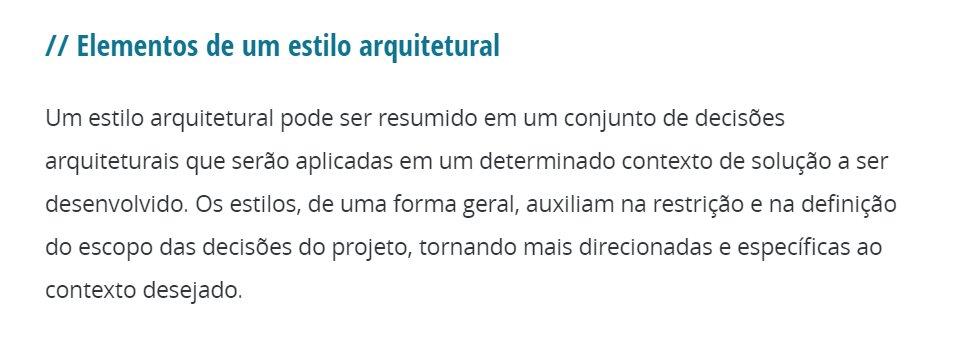 // Elementos de um estilo arquitetural
Um estilo arquitetural pode ser resumido em um conjunto de decisões
arquiteturais que serão aplicadas em um determinado contexto de solução a ser
desenvolvido. Os estilos, de uma forma geral, auxiliam na restrição e na definição
do escopo das decisões do projeto, tornando mais direcionadas e específicas ao
contexto desejado.